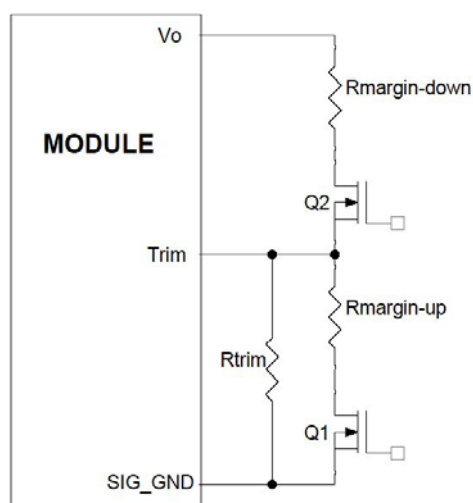 Vo
Rmargin-down
MODULE
Q2
Trim
Rmargin-up
Rtrim
Q1
SIG_GND